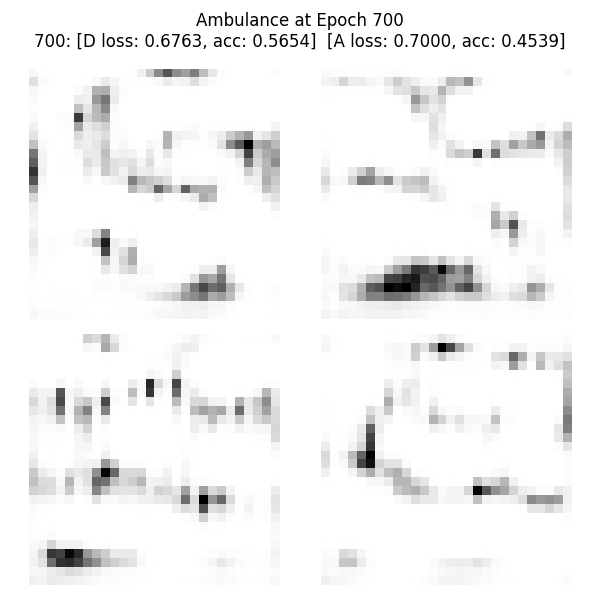 Ambulance at Epoch 700
700: [D loss: 0.6763, acc: 0.5654]  [A loss: 0.7000, acc: 0.4539]